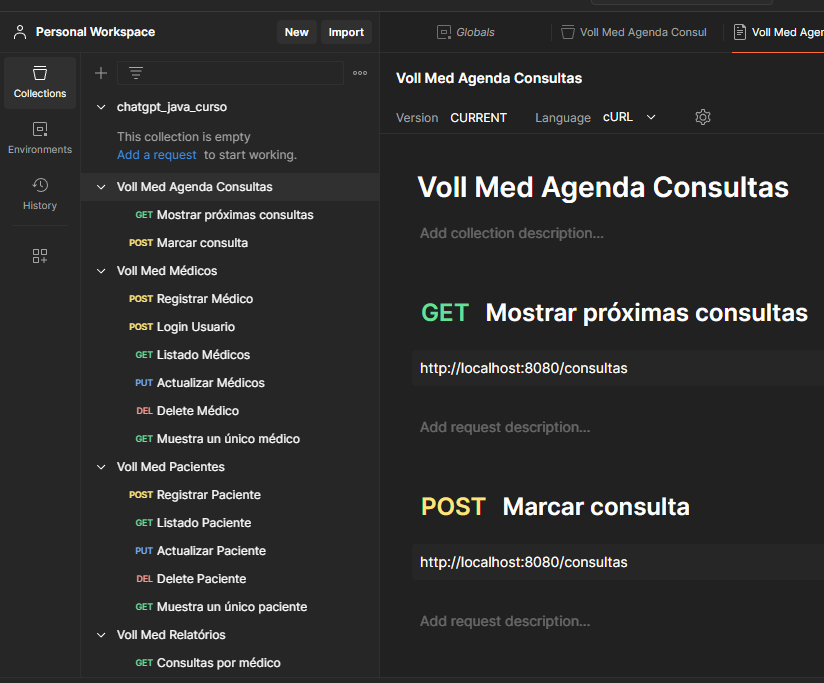 Personal Workspace
New
Import
Globals
Voll Med Agenda Consul
Voll Med Agen
Collections
Environments
History
chatgpt_java_curso
This collection is empty
Add a request to start working.
Voll Med Agenda Consultas
GET Mostrar próximas consultas
POST Marcar consulta
Voll Med Médicos
POST Registrar Médico
POST Login Usuario
GET Listado Médicos
PUT Actualizar Médicos
DEL Delete Médico
GET Muestra un único médico
Voll Med Pacientes
POST Registrar Paciente
GET Listado Paciente
PUT Actualizar Paciente
DEL Delete Paciente
GET Muestra un único paciente
Voll Med Relatórios
GET Consultas por médico
Voll Med Agenda Consultas
Version CURRENT Language cURL
Voll Med Agenda Consultas
Add collection description...
GET Mostrar próximas consultas
http://localhost:8080/consultas
Add request description...
POST Marcar consulta
http://localhost:8080/consultas
Add request description...